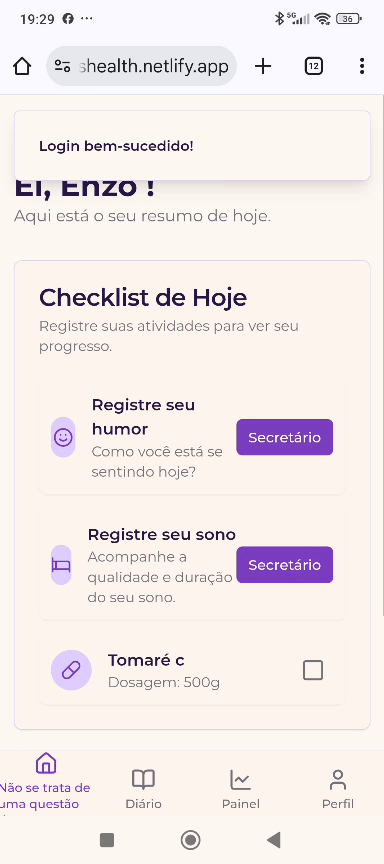 19:29
5G
36
shealth.netlify.app
12
Login bem-sucedido!
Ei, Enzo !
Aqui está o seu resumo de hoje.
Checklist de Hoje
Registre suas atividades para ver seu
progresso.
Registre seu
humor
Como você está se
sentindo hoje?
Secretário
Registre seu sono
Acompanhe a
qualidade e duração
do seu sono.
Secretário
Tomaré c
Dosagem: 500g
Não se trata de
uma questão
Diário
Painel
Perfil